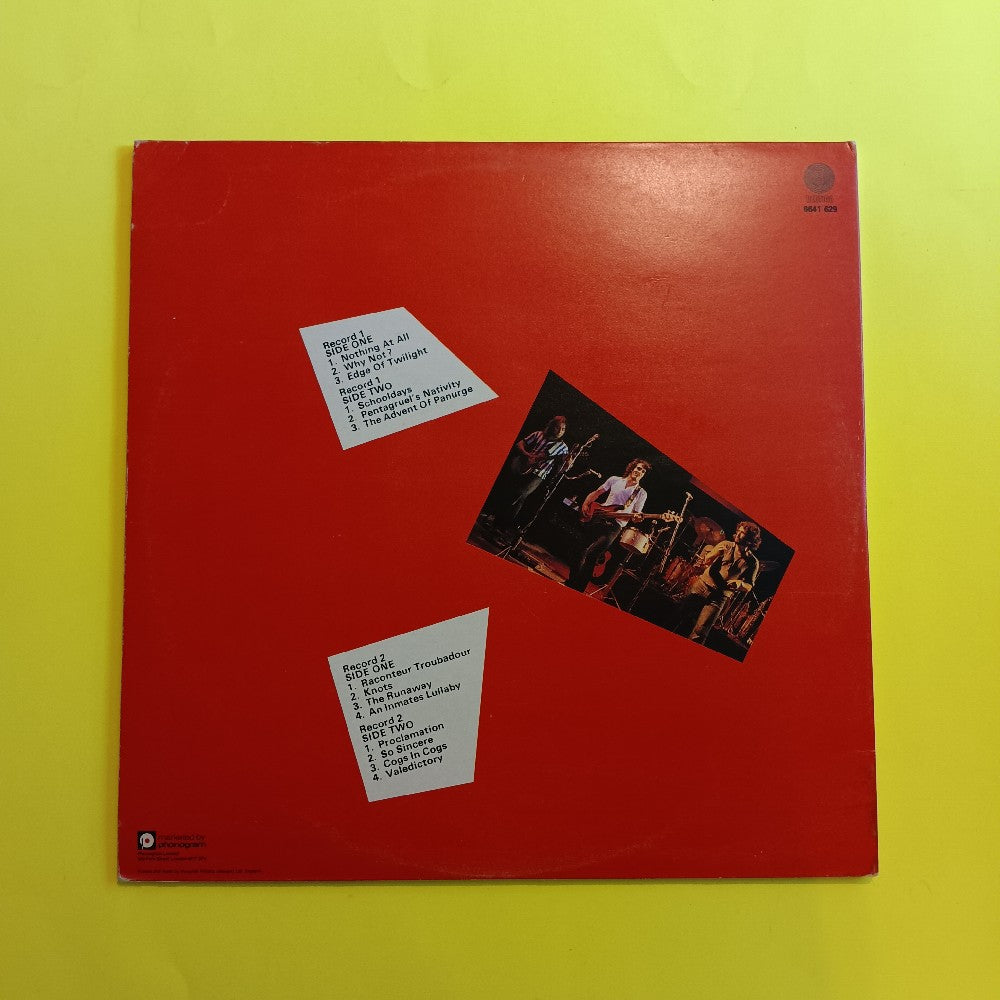 vertigo
6641 629
Record 1
SIDE ONE
1. Nothing At All
2. Why Not?
3. Edge Of Twilight
Record 1
SIDE TWO
1. Schooldays
2. Pentagruel's Nativity
3. The Advent Of Panurge
Record 2
SIDE ONE
1. Raconteur Troubadour
2. Knots
3. The Runaway
4. An Inmates Lullaby
Record 2
SIDE TWO
1. Proclamation
2. So Sincere
3. Cogs In Cogs
4. Valedictory
marketed by
phonogram